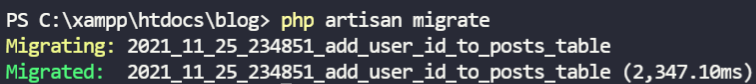 PS C:\xampp\htdocs\blog> php artisan migrate
Migrating: 2021_11_25_234851_add_user_id_to_posts_table
Migrated:  2021_11_25_234851_add_user_id_to_posts_table (2,347.10ms)